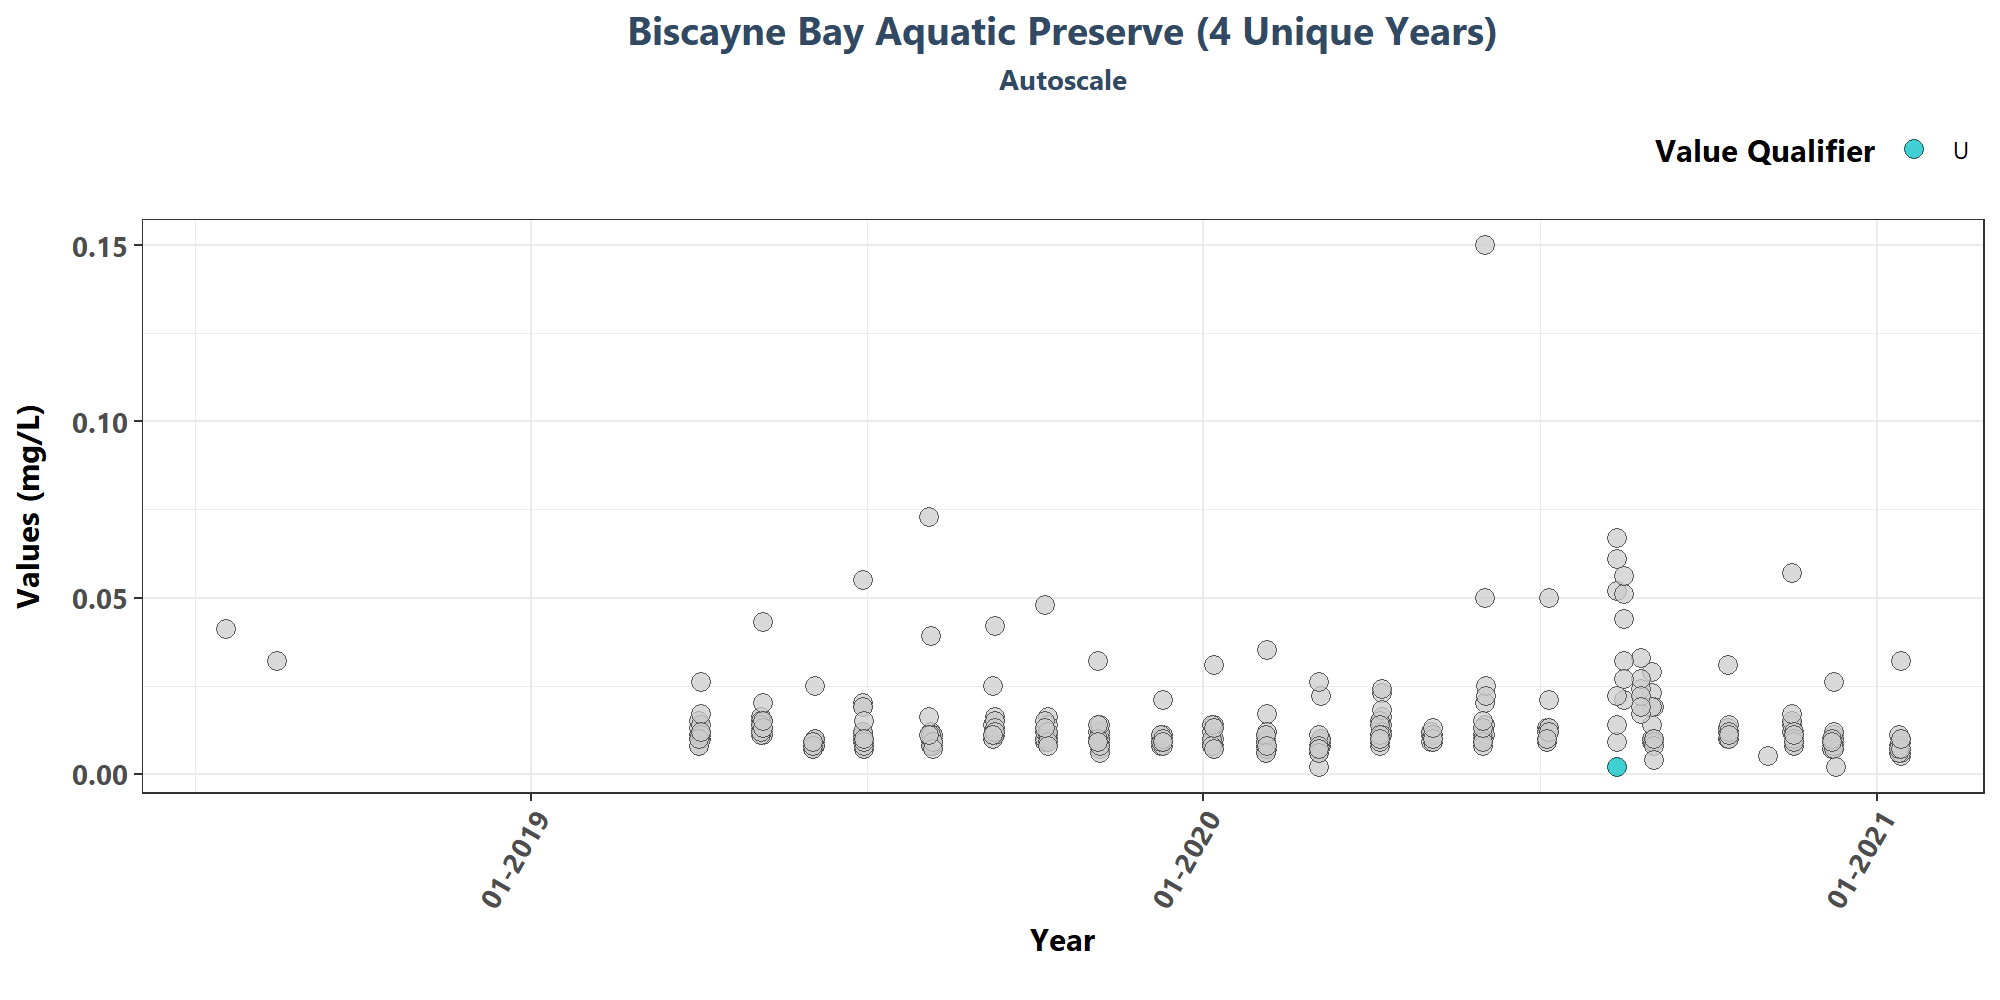 Biscayne Bay Aquatic Preserve (4 Unique Years)
Autoscale
Value Qualifier U
Values (mg/L)
0.15
0.10
0.05
0.00
01-2019
01-2020
01-2021
Year